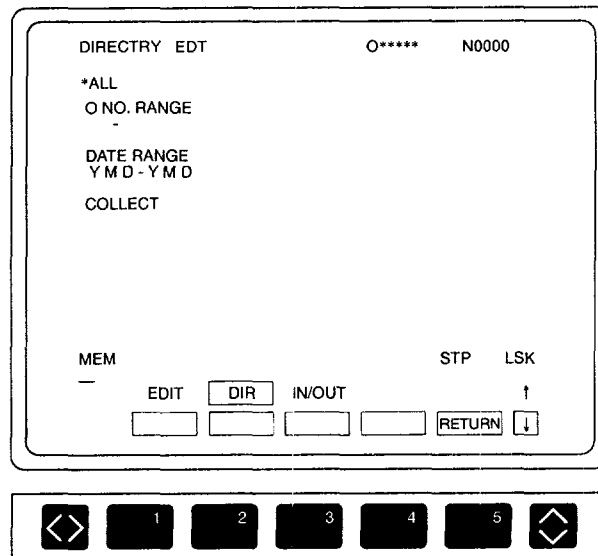 DIRECTRY EDT O***** N0000
*ALL
O NO. RANGE
-
DATE RANGE
Y M D - Y M D
COLLECT
MEM STP LSK
EDIT DIR IN/OUT ↑
RETURN ↓
<> 1 2 3 4 5